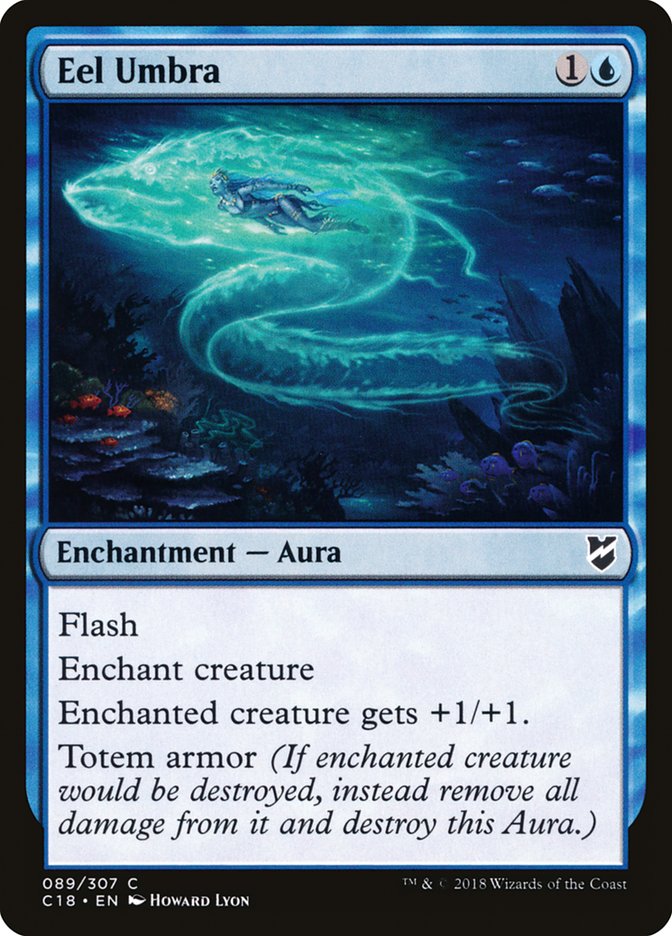 Eel Umbra 1
Enchantment — Aura
Flash
Enchant creature
Enchanted creature gets +1/+1.
Totem armor (If enchanted creature
would be destroyed, instead remove all
damage from it and destroy this Aura.)
089/307 C
C18 • EN Howard Lyon
™ & © 2018 Wizards of the Coast